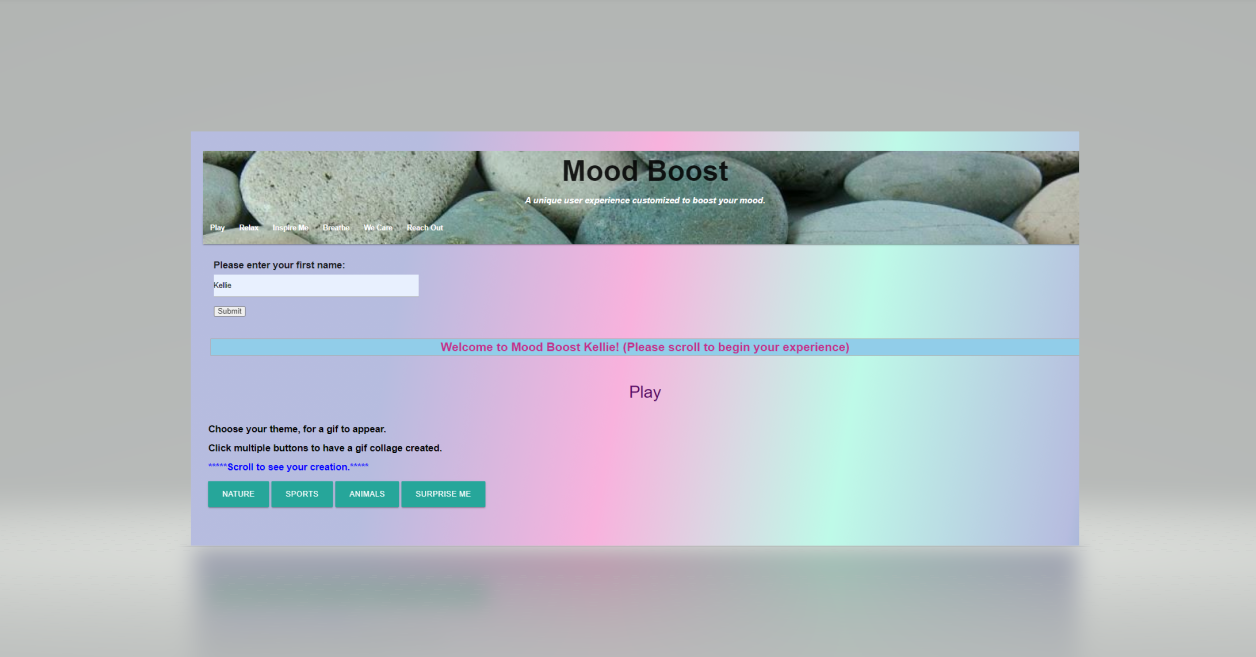 Mood Boost
A unique user experience customized to boost your mood.
Play Relax Inspire Me Breathe We Care Reach Out
Please enter your first name:
Kellie
Submit
Welcome to Mood Boost Kellie! (Please scroll to begin your experience)
Play
Choose your theme, for a gif to appear.
Click multiple buttons to have a gif collage created.
*****Scroll to see your creation.*****
NATURE SPORTS ANIMALS SURPRISE ME